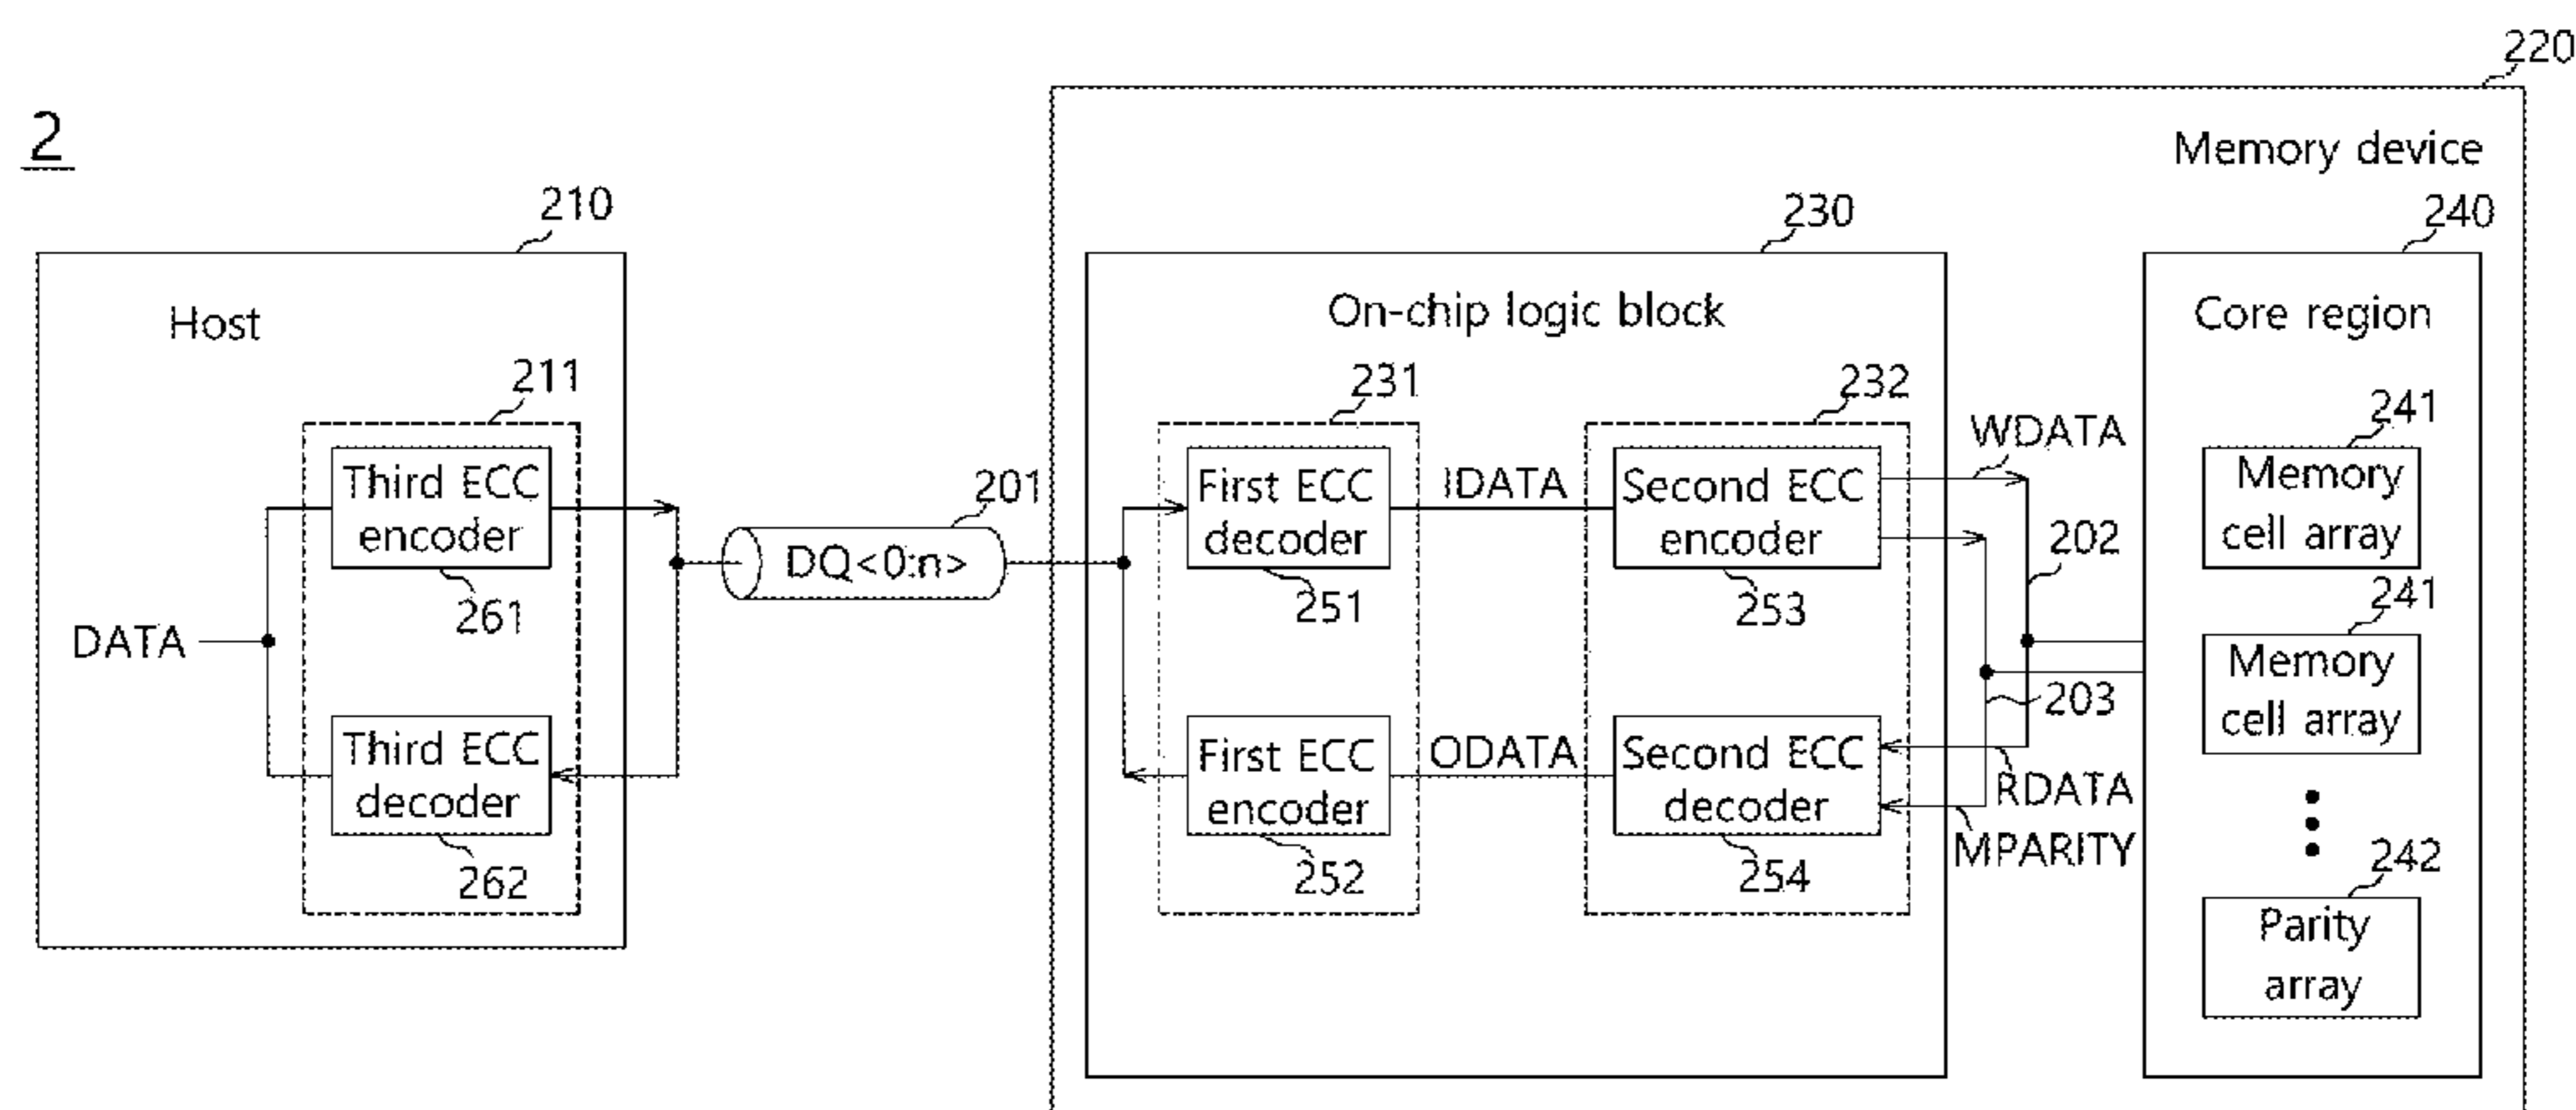 220
2
Memory device
210
230
240
Host
On-chip logic block
Core region
211
231
232
WDATA
241
Third ECC
encoder
261
201
DQ<0:n>
First ECC
decoder
251
IDATA
Second ECC
encoder
253
202
Memory
cell array
241
DATA
Memory
cell array
203
Third ECC
decoder
262
First ECC
encoder
252
ODATA
Second ECC
decoder
254
RDATA
MPARITY
242
Parity
array